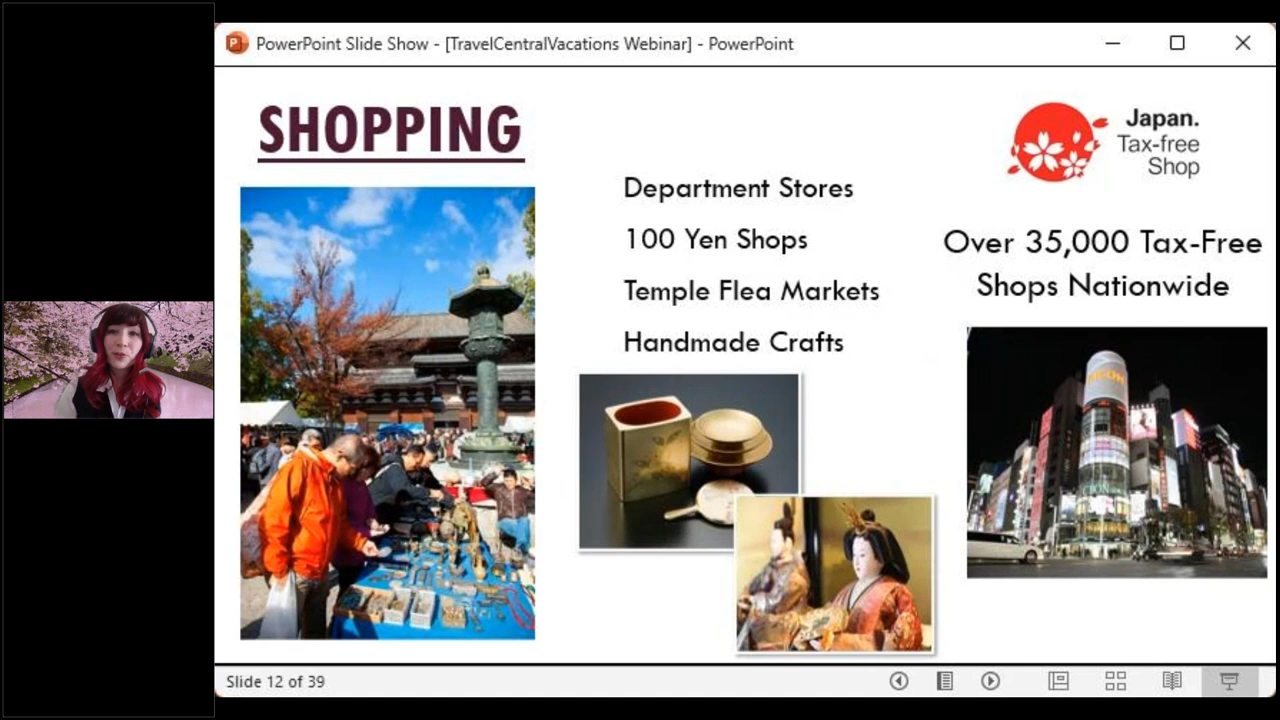 PowerPoint Slide Show - [TravelCentralVacations Webinar] - PowerPoint
SHOPPING
Department Stores
100 Yen Shops
Temple Flea Markets
Handmade Crafts
Japan.
Tax-free
Shop
Over 35,000 Tax-Free
Shops Nationwide
RICOH
Slide 12 of 39